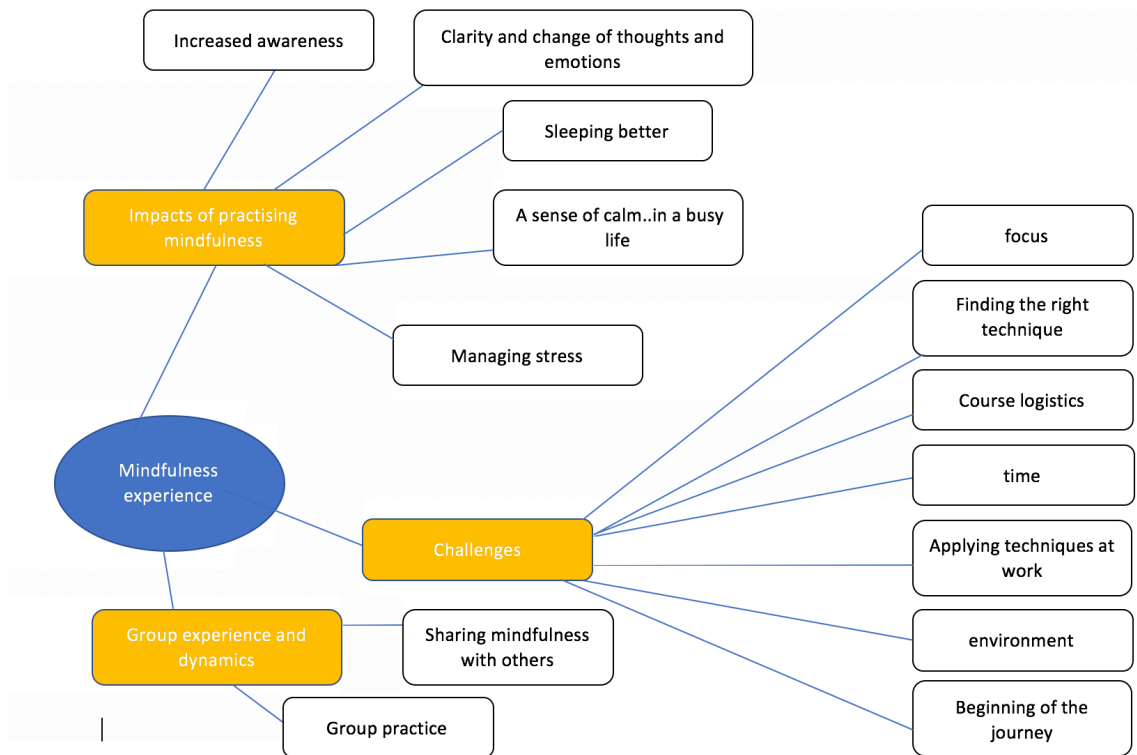 Increased awareness
Clarity and change of thoughts and
emotions
Sleeping better
Impacts of practising
mindfulness
A sense of calm..in a busy
life
Managing stress
focus
Finding the right
technique
Course logistics
time
Mindfulness
experience
Challenges
Applying techniques at
work
environment
Beginning of the
journey
Group experience and
dynamics
Sharing mindfulness
with others
Group practice